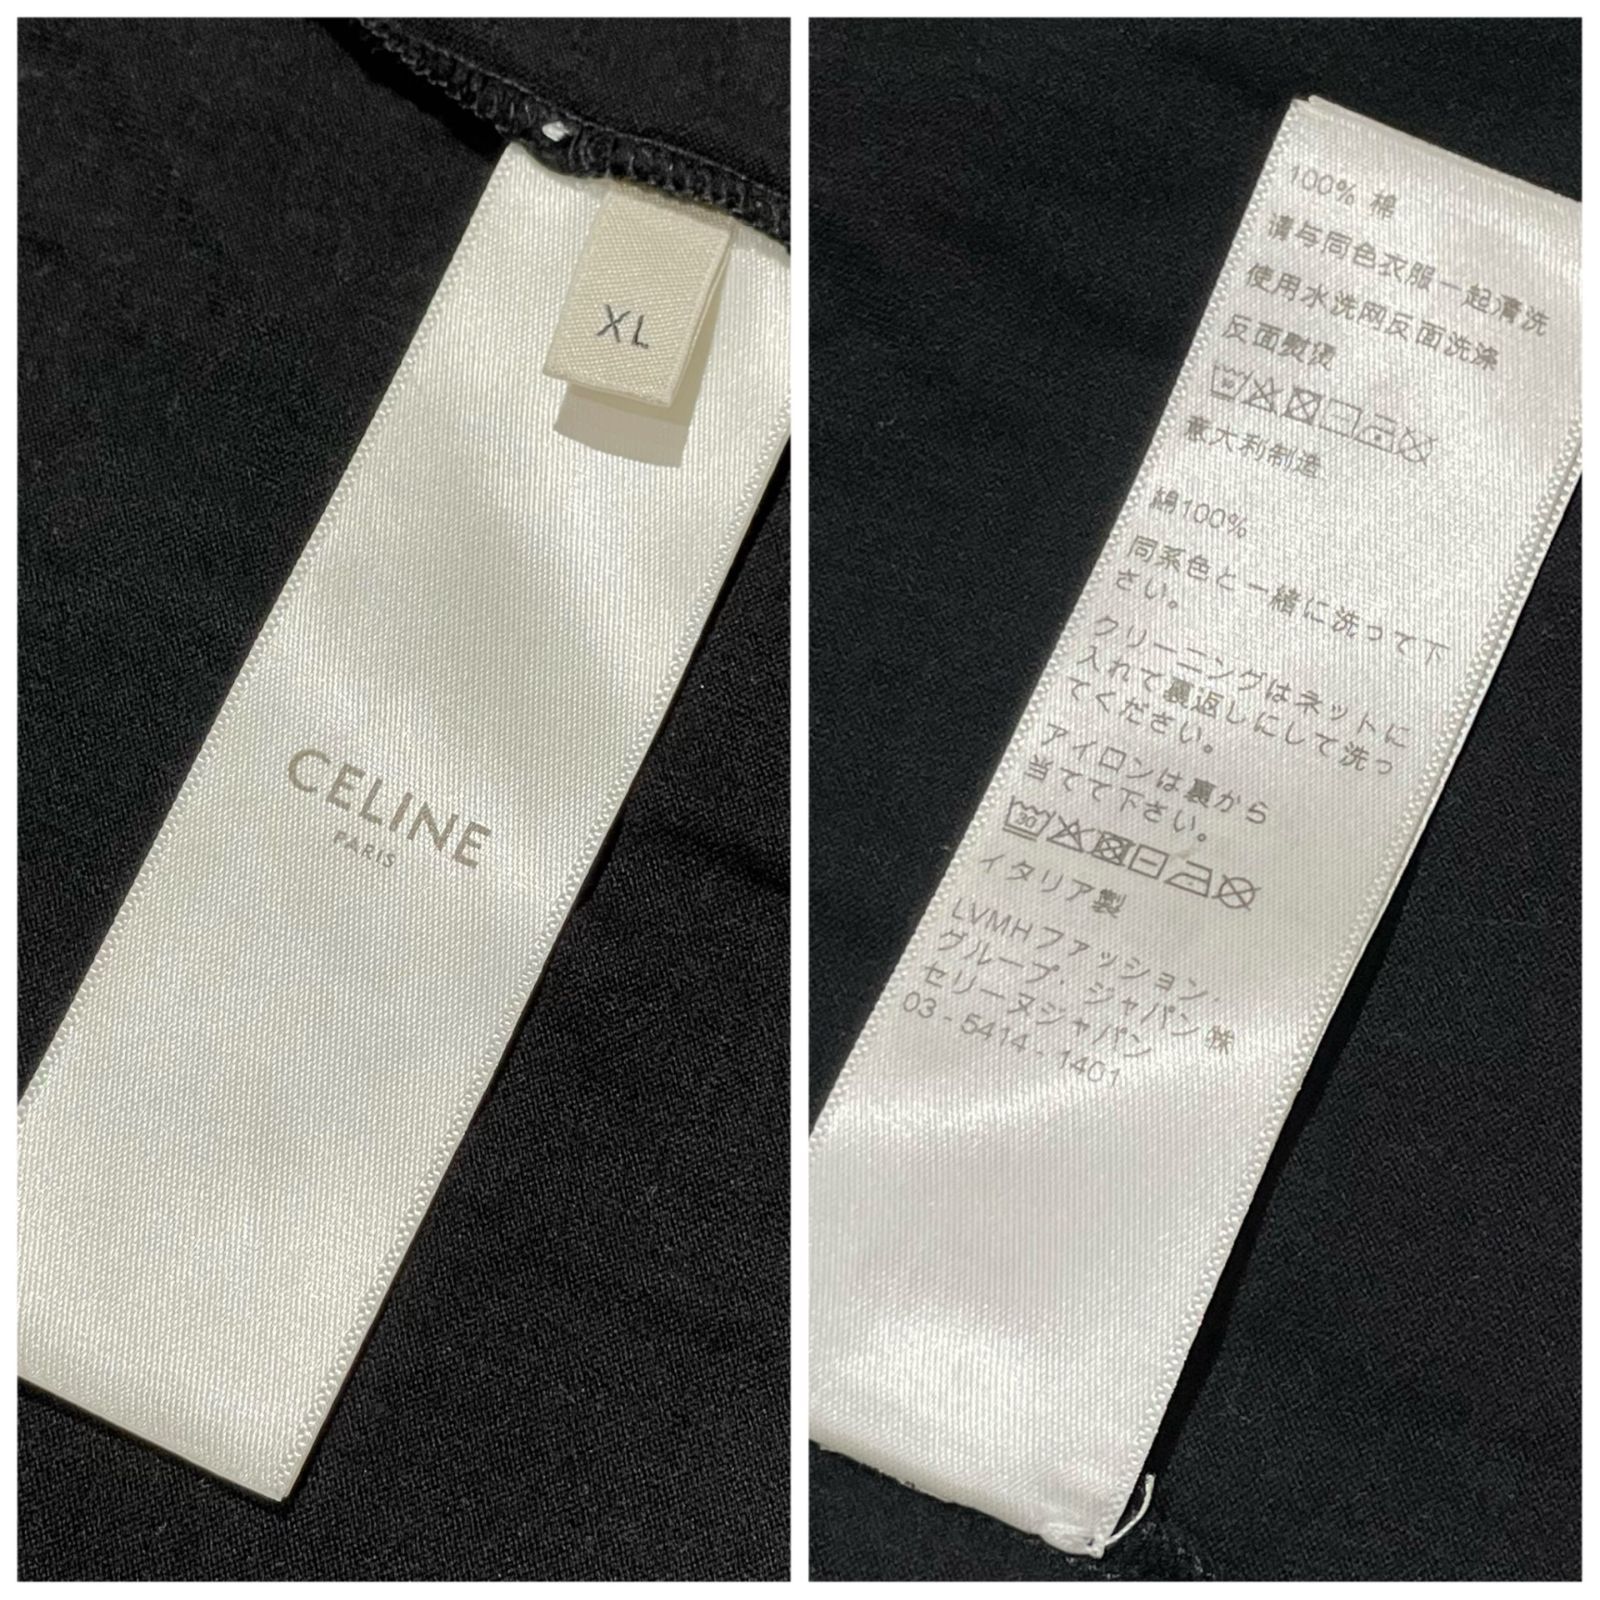 XL
CELINE
PARIS
100% 棉
请与同色衣服一起清洗
使用水洗网反面洗涤
反面熨烫
30
意大利制造
綿100%
同系色と一緒に洗って下
さい。
クリーニングはネットに
入れて裏返しにして洗っ
てください。
アイロンは裏から
当てて下さい。
30
イタリア製
LVMHファッション・
グループ・ジャパン㈱
セリーヌジャパン
03 - 5414 - 1401